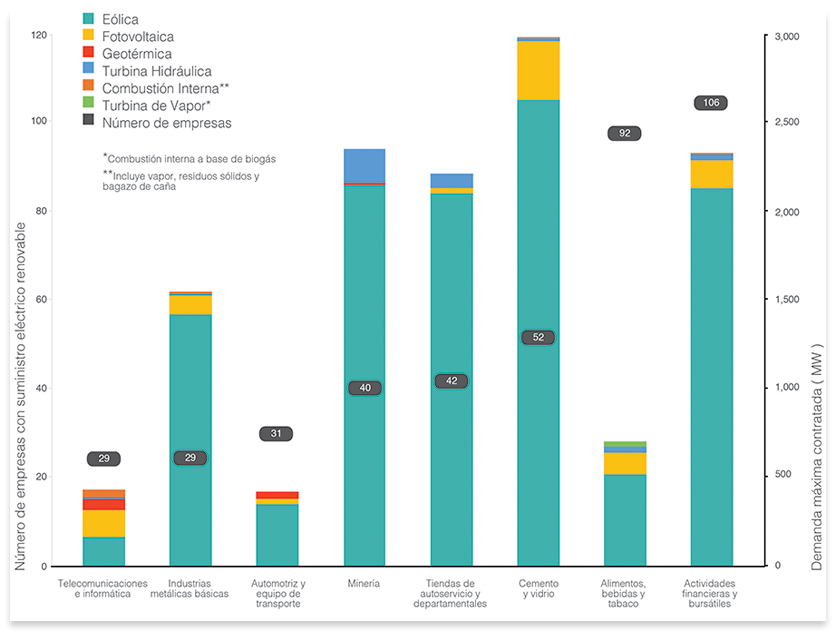 Eólica
Fotovoltaica
Geotérmica
Turbina Hidráulica
Combustión Interna**
Turbina de Vapor*
Número de empresas
*Combustión interna a base de biogás
**Incluye vapor, residuos sólidos y
bagazo de caña
Número de empresas con suministro eléctrico renovable
120
100
80
60
40
20
0
3,000
2,500
2,000
1,500
1,000
500
0
Demanda máxima contratada ( MW )
29
29
31
40
42
52
92
106
Telecomunicaciones
e informática
Industrias
metálicas básicas
Automotriz y
equipo de
transporte
Minería
Tiendas de
autoservicio y
departamentales
Cemento
y vidrio
Alimentos,
bebidas y
tabaco
Actividades
financieras y
bursátiles